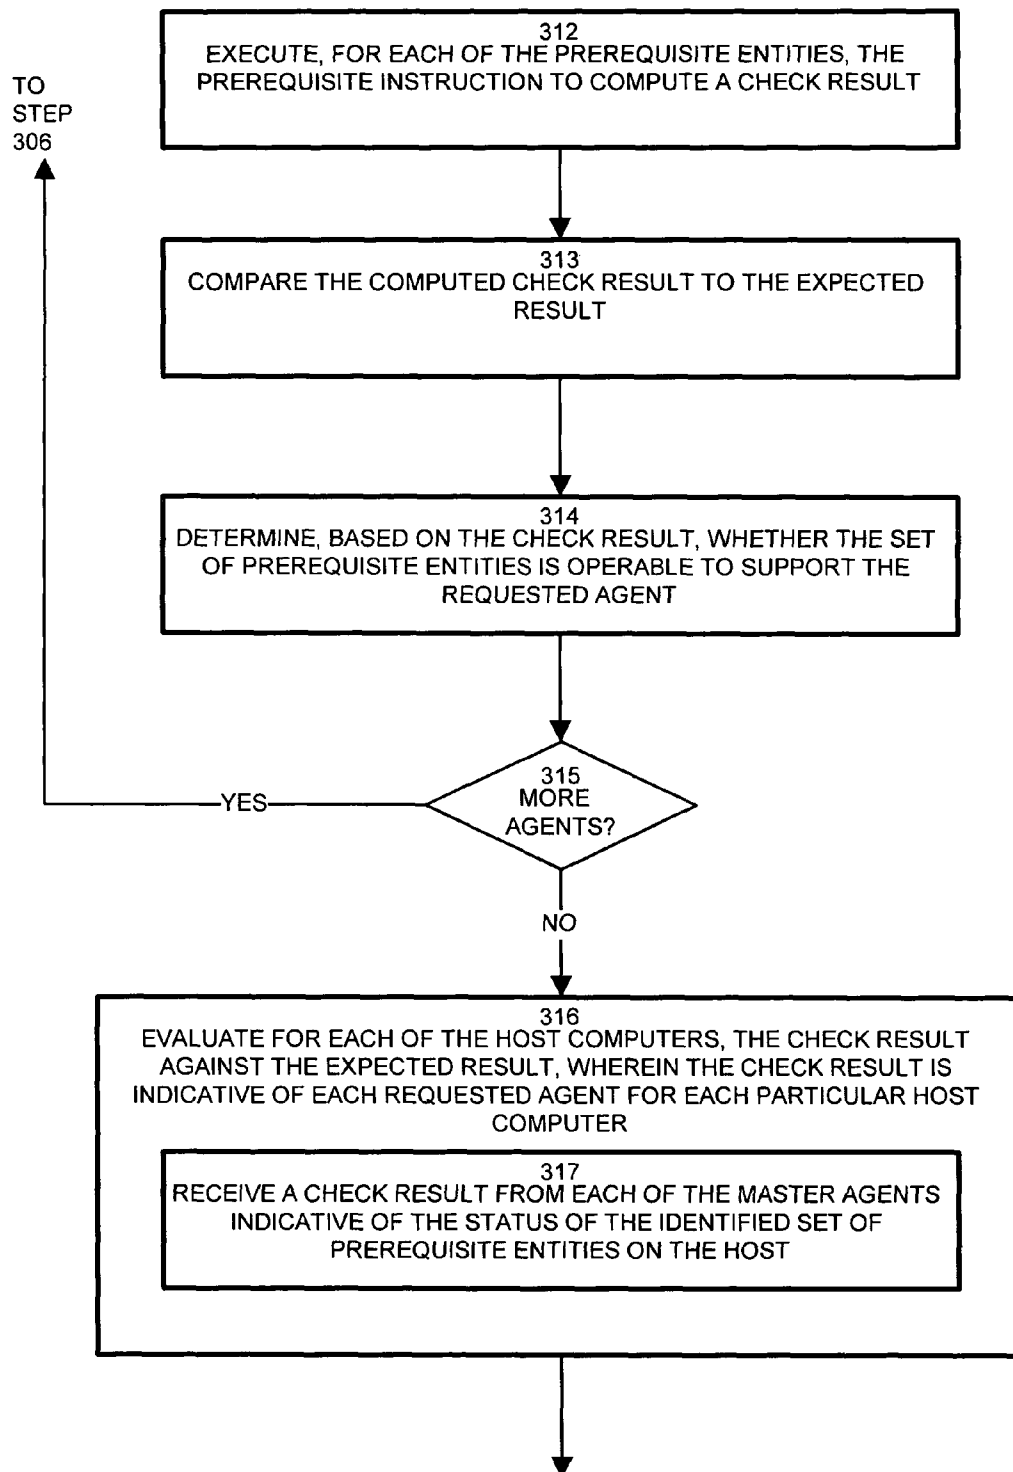 312
EXECUTE, FOR EACH OF THE PREREQUISITE ENTITIES, THE
PREREQUISITE INSTRUCTION TO COMPUTE A CHECK RESULT
TO
STEP
306
313
COMPARE THE COMPUTED CHECK RESULT TO THE EXPECTED
RESULT
314
DETERMINE, BASED ON THE CHECK RESULT, WHETHER THE SET
OF PREREQUISITE ENTITIES IS OPERABLE TO SUPPORT THE
REQUESTED AGENT
315
MORE
AGENTS?
YES
NO
316
EVALUATE FOR EACH OF THE HOST COMPUTERS, THE CHECK RESULT
AGAINST THE EXPECTED RESULT, WHEREIN THE CHECK RESULT IS
INDICATIVE OF EACH REQUESTED AGENT FOR EACH PARTICULAR HOST
COMPUTER
317
RECEIVE A CHECK RESULT FROM EACH OF THE MASTER AGENTS
INDICATIVE OF THE STATUS OF THE IDENTIFIED SET OF
PREREQUISITE ENTITIES ON THE HOST